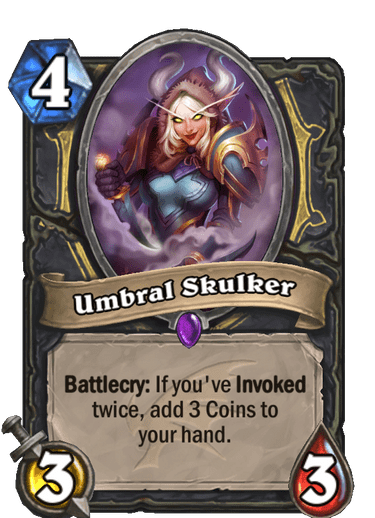 4
Umbral Skulker
Battlecry: If you've Invoked
twice, add 3 Coins to
your hand.
3 3